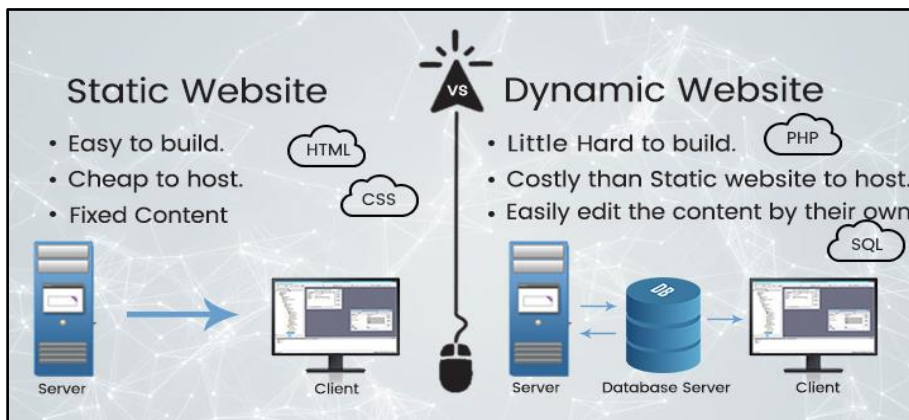 Static Website
• Easy to build.
• Cheap to host.
• Fixed Content
HTML
CSS
Server
Client
VS
Dynamic Website
• Little Hard to build.
• Costly than Static website to host.
• Easily edit the content by their own
PHP
SQL
DB
Server
Database Server
Client